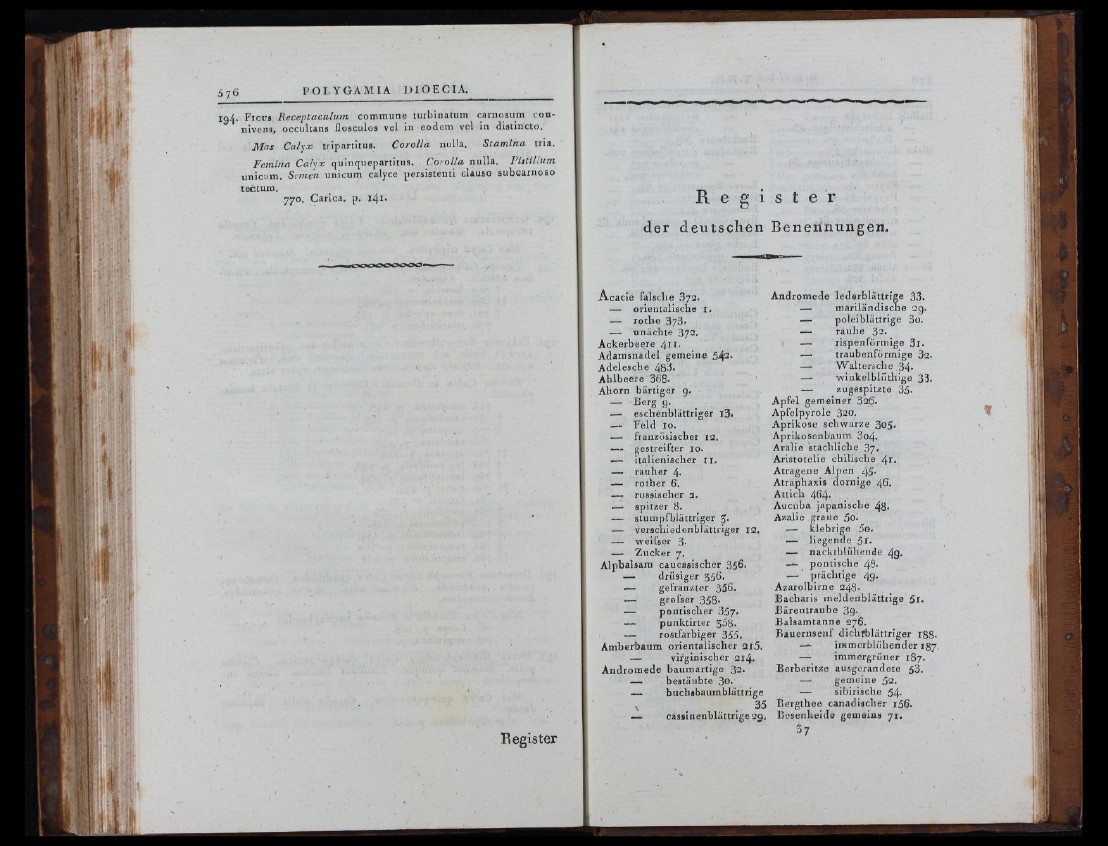 576 POLYGAMIA DIOECIA.
194. Ficus Receptaculum commune turbinatum carnosum con-
nivens, occultans flosculos vel in eodem vel in distincto.
Mas Calyx tripartitus. Corolla nulla. Stamina tria.
Femina Calyx quinquepartitus. Corolla nulla. Pistillum
unicum. Semen unicum calyce persistenti clauso subcarnoso
tectum.
770. Carica. p. 141.
Register
Register
der deutschen Benennungen.
Acacie falsche 372.
— orientalische 1.
— rothe 373.
— unächte 372.
Ackerbeere 411.
Adamsnadel gemeine 542.
Adelesche 483.
Ahlbeere 368.
Ahorn bärtiger 9.
— Berg 9.
— eschenblättriger 13.
— Feld 10.
— französischer 12.
— gestreifter 10.
— italienischer 11.
— rauher 4.
— rother 6.
— russischer 2.
— spitzer 8.
— stumpfblättriger 3.
— verschiedenblättriger 12.
— weifser 3.
— Zucker 7.
Alpbalsam caucasischer 356.
— drüsiger 356.
— gefranzter 356.
— grofser 358.
— pontischer 357.
— punktirter 358.
— rostfarbiger 355.
Amberbaum orientalischer 215.
— virginischer 214.
Andromede baumartige 32.
— bestäubte 30.
— buchsbaumblättrige
35
— cassinenblättrige 29.
Andromede lederblättrige 33.
— mariländische 29.
— poleiblättrige 30.
— rauhe 32.
— rispenförmige 31.
— traubenförmige 32.
— Waltersche 34.
— winkelblüthige 33.
— zugespitzte 35.
Apfel gemeiner 326.
Apfelpyrole 320.
Aprikose schwarze 305.
Aprikosenbaum 304.
Aralie stachliche 37.
Aristotelie chilische 41.
Atragene Alpen 45.
Atraphaxis dornige 46.
Attich 464.
Aucuba japanische 48.
Azalie graue 50.
— klebrige 50.
— liegende 51.
— nacktblühende 49.
— pontische 48.
— prächtige 49.
Azarolbirne 248.
Bacharis meldenblättrige 51.
Bärentraube 39.
Balsamtanne 276.
Bauernsenf dichtblättriger 188.
— immerblühender 187
— immergrüner 187.
Berberitze ausgerandete 53.
— gemeine 52.
— sibirische 54.
Bergthee canadischer 156.
Besenheide gemeine 71.
37